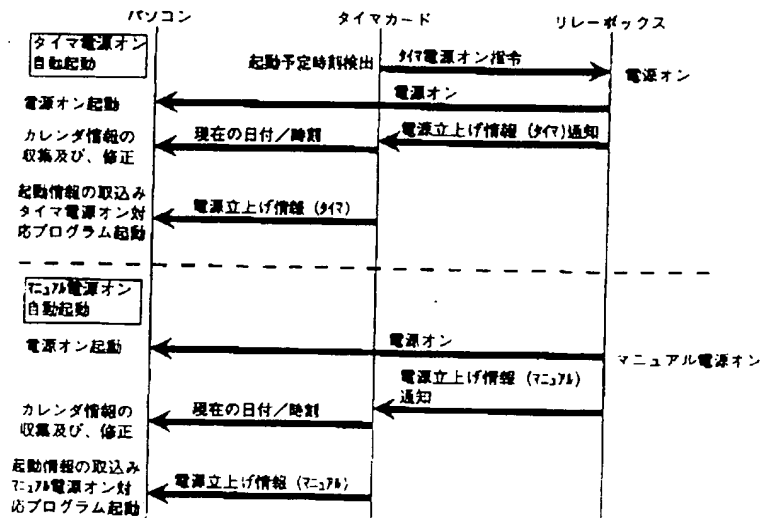 パソコン
タイマカード
リレーボックス
タイマ電源オン
自動起動
起動予定時刻検出
ﾀｲﾏ電源オン指令
電源オン
電源オン起動
電源オン
カレンダ情報の
収集及び、修正
現在の日付／時刻
電源立上げ情報（ﾀｲﾏ）通知
起動情報の取込み
タイマ電源オン対
応プログラム起動
電源立上げ情報（ﾀｲﾏ）
ﾏﾆｭｱﾙ電源オン
自動起動
電源オン起動
電源オン
マニュアル電源オン
電源立上げ情報（ﾏﾆｭｱﾙ）
通知
カレンダ情報の
収集及び、修正
現在の日付／時刻
起動情報の取込み
ﾏﾆｭｱﾙ電源オン対
応プログラム起動
電源立上げ情報（ﾏﾆｭｱﾙ）